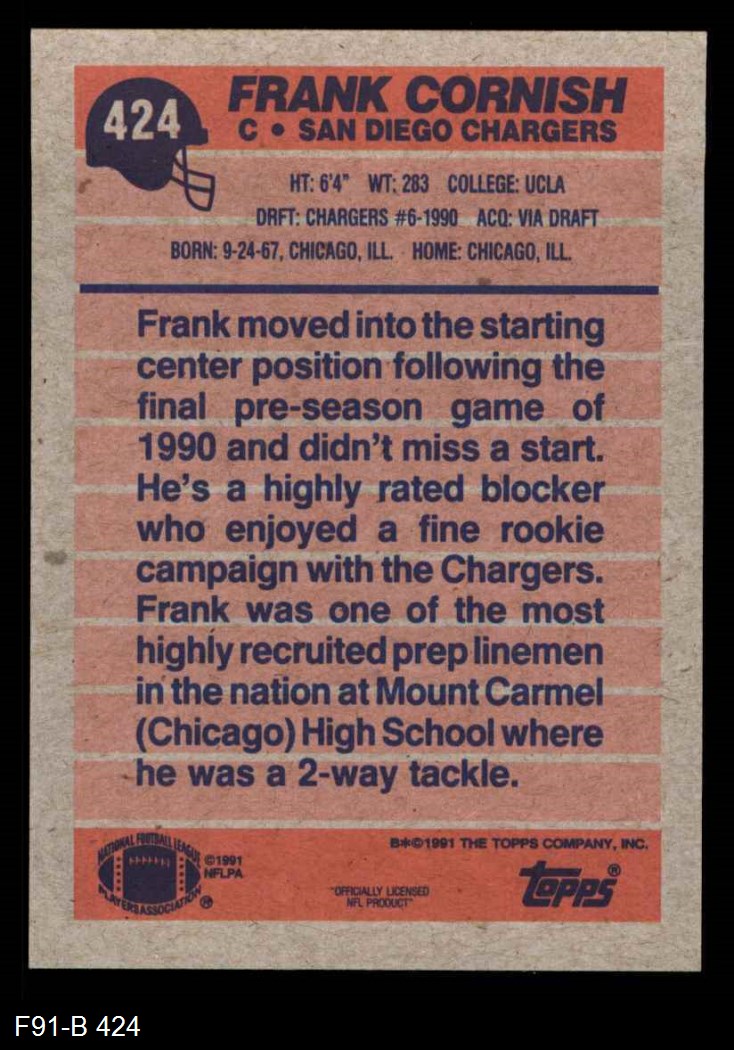 424
FRANK CORNISH
C • SAN DIEGO CHARGERS
HT: 6'4" WT: 283 COLLEGE: UCLA
DRFT: CHARGERS #6-1990 ACQ: VIA DRAFT
BORN: 9-24-67, CHICAGO, ILL. HOME: CHICAGO, ILL.
Frank moved into the starting
center position following the
final pre-season game of
1990 and didn't miss a start.
He's a highly rated blocker
who enjoyed a fine rookie
campaign with the Chargers.
Frank was one of the most
highly recruited prep linemen
in the nation at Mount Carmel
(Chicago) High School where
he was a 2-way tackle.
NATIONAL FOOTBALL LEAGUE
PLAYERS ASSOCIATION ®
©1991
NFLPA
"OFFICIALLY LICENSED
NFL PRODUCT"
B*©1991 THE TOPPS COMPANY, INC.
topps®
F91-B 424